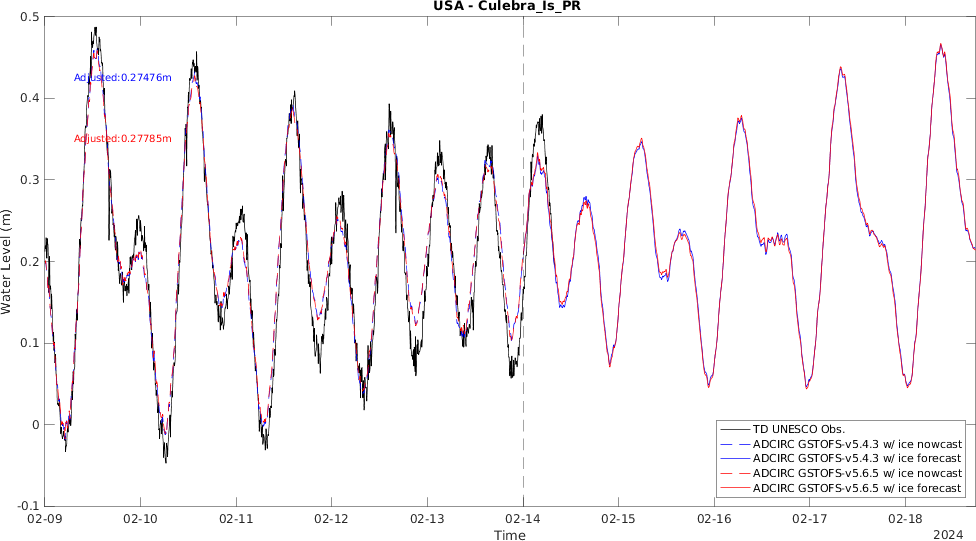 USA - Culebra_Is_PR
0.5
0.4
0.3
0.2
0.1
0
-0.1
Water Level (m)
Adjusted:0.27476m
Adjusted:0.27785m
TD UNESCO Obs.
ADCIRC GSTOFS-v5.4.3 w/ ice nowcast
ADCIRC GSTOFS-v5.4.3 w/ ice forecast
ADCIRC GSTOFS-v5.6.5 w/ ice nowcast
ADCIRC GSTOFS-v5.6.5 w/ ice forecast
02-09 02-10 02-11 02-12 02-13 02-14 02-15 02-16 02-17 02-18
Time
2024